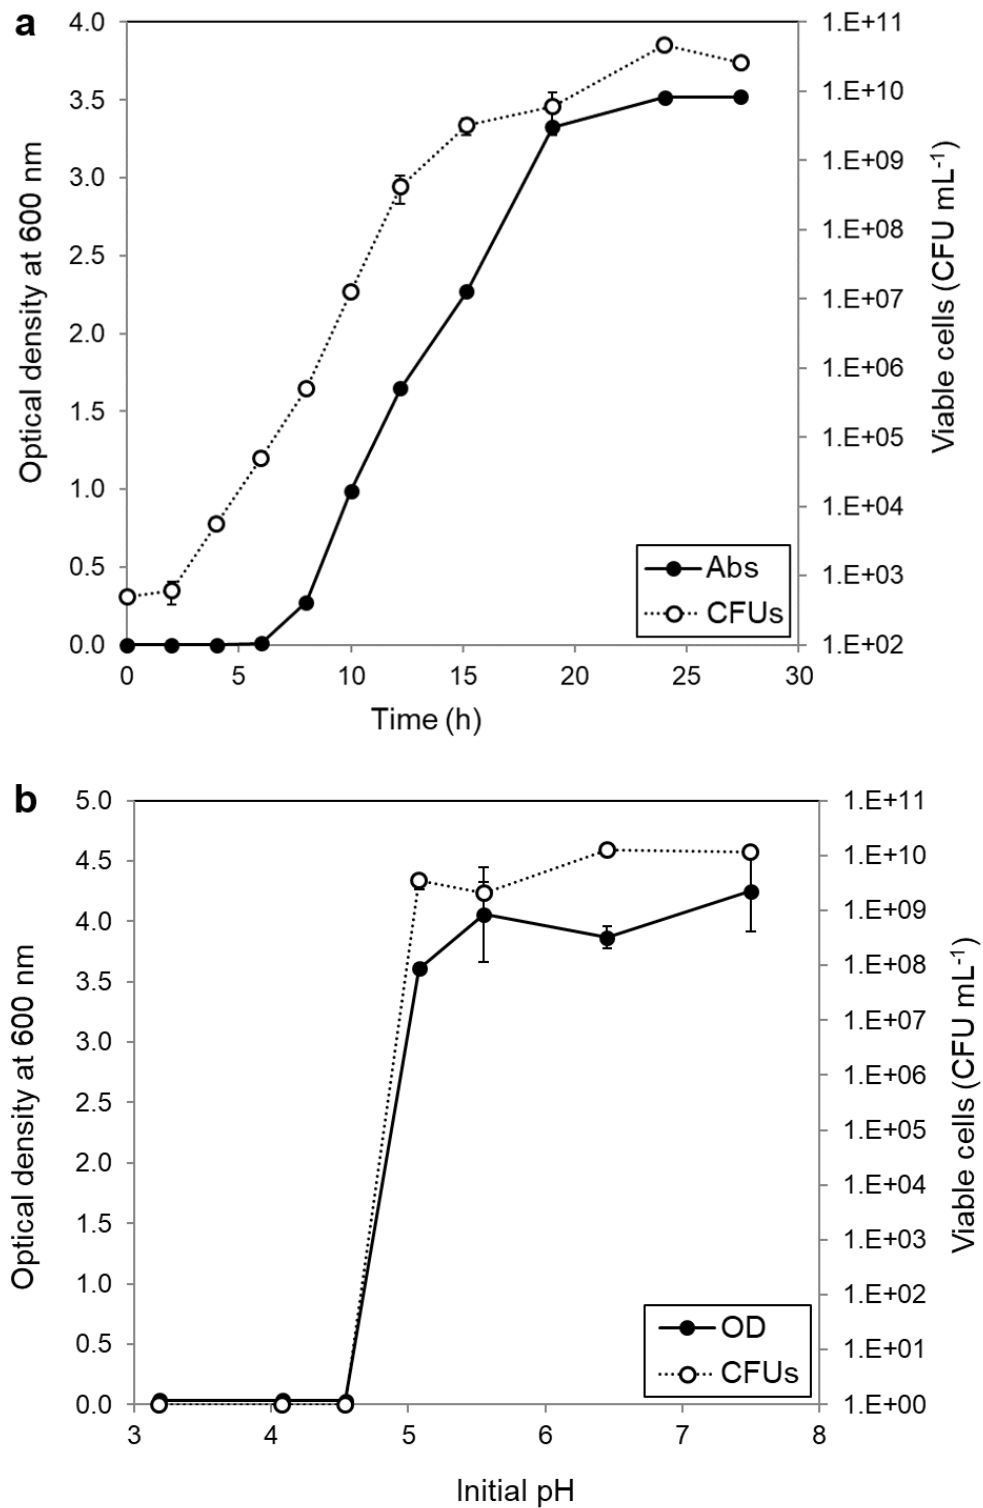 a
4.0
3.5
3.0
2.5
2.0
1.5
1.0
0.5
0.0
Optical density at 600 nm
1.E+11
1.E+10
1.E+09
1.E+08
1.E+07
1.E+06
1.E+05
1.E+04
1.E+03
1.E+02
Viable cells (CFU mL-1)
Abs
CFUs
0 5 10 15 20 25 30
Time (h)
b
5.0
4.5
4.0
3.5
3.0
2.5
2.0
1.5
1.0
0.5
0.0
Optical density at 600 nm
1.E+11
1.E+10
1.E+09
1.E+08
1.E+07
1.E+06
1.E+05
1.E+04
1.E+03
1.E+02
1.E+01
1.E+00
Viable cells (CFU mL-1)
OD
CFUs
3 4 5 6 7 8
Initial pH